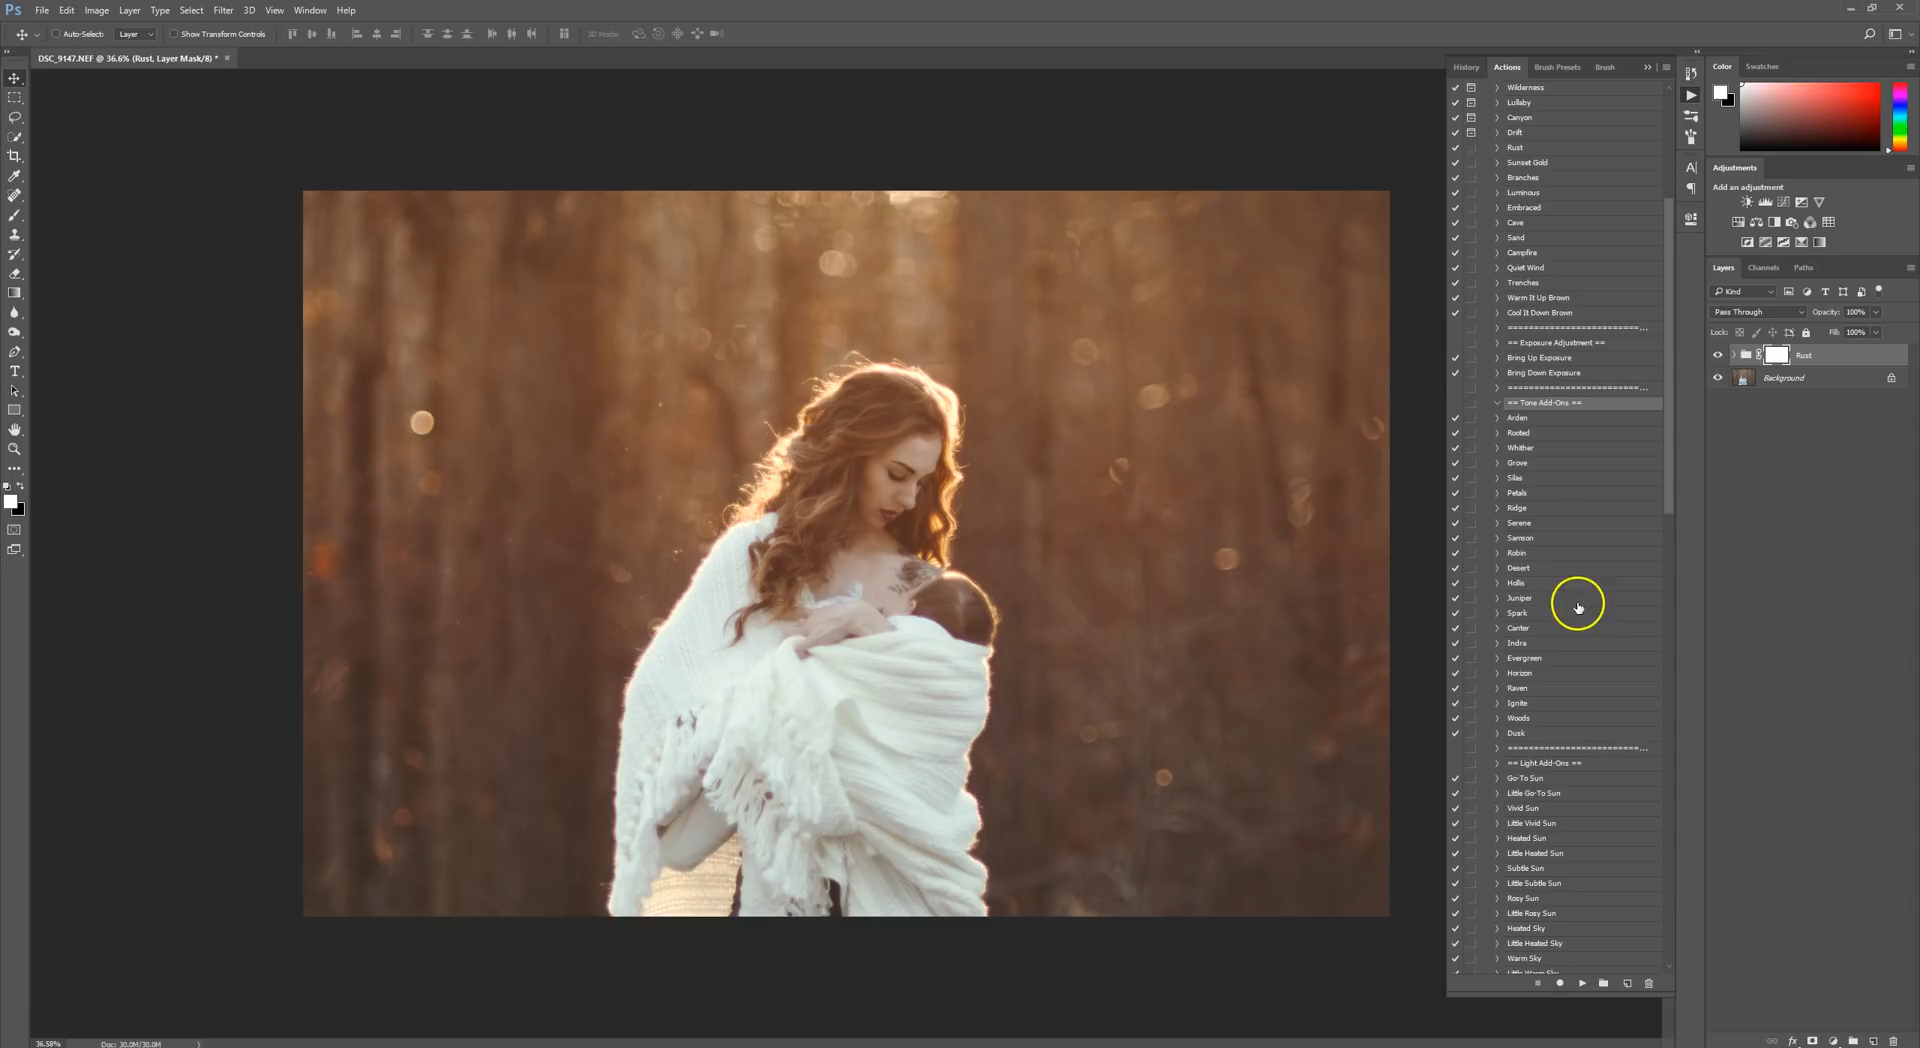 Ps File Edit Image Layer Type Select Filter 3D View Window Help
Auto-Select: Layer Show Transform Controls 3D Mode:
DSC_9147.NEF @ 36.6% (Rust, Layer Mask/8) * ×
History Actions Brush Presets Brush
Wilderness
Lullaby
Canyon
Drift
Rust
Sunset Gold
Branches
Luminous
Embraced
Cave
Sand
Campfire
Quiet Wind
Trenches
Warm It Up Brown
Cool It Down Brown
=========================...
== Exposure Adjustment ==
Bring Up Exposure
Bring Down Exposure
=========================...
== Tone Add-Ons ==
Arden
Rooted
Whither
Grove
Silas
Petals
Ridge
Serene
Samson
Robin
Desert
Hollis
Juniper
Spark
Canter
Indra
Evergreen
Horizon
Raven
Ignite
Woods
Dusk
=========================...
== Light Add-Ons ==
Go-To Sun
Little Go-To Sun
Vivid Sun
Little Vivid Sun
Heated Sun
Little Heated Sun
Subtle Sun
Little Subtle Sun
Rosy Sun
Little Rosy Sun
Heated Sky
Little Heated Sky
Warm Sky
Little Warm Sky
Color Swatches
Adjustments
Add an adjustment
Layers Channels Paths
Kind
Pass Through Opacity: 100%
Lock: Fill: 100%
Rust
Background
36.58% Doc: 30.0M/30.0M